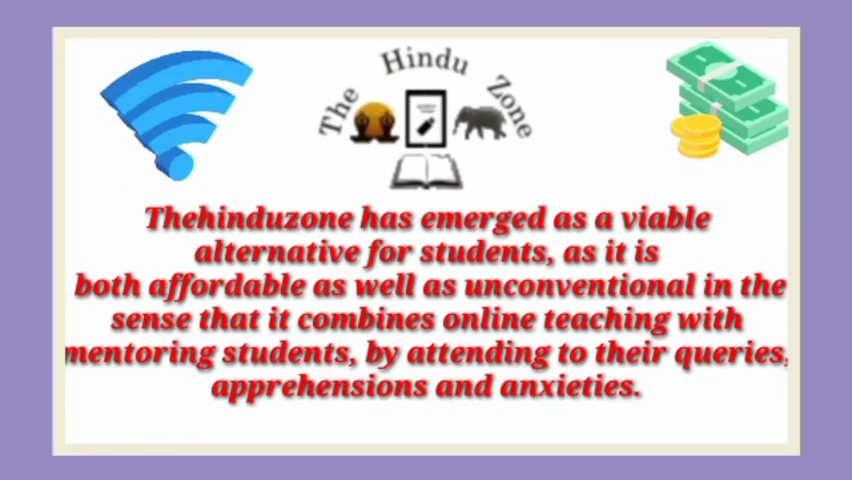 The Hindu Zone
Thehinduzone has emerged as a viable
alternative for students, as it is
both affordable as well as unconventional in the
sense that it combines online teaching with
mentoring students, by attending to their queries,
apprehensions and anxieties.